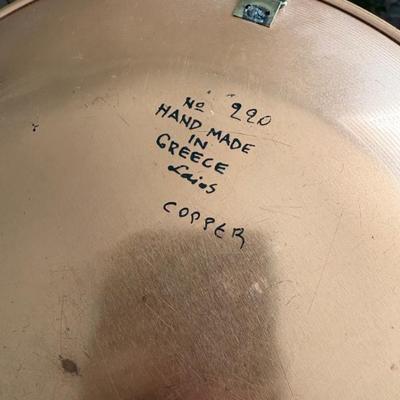 No 220
HAND MADE
IN
GREECE
Laios
COPPER